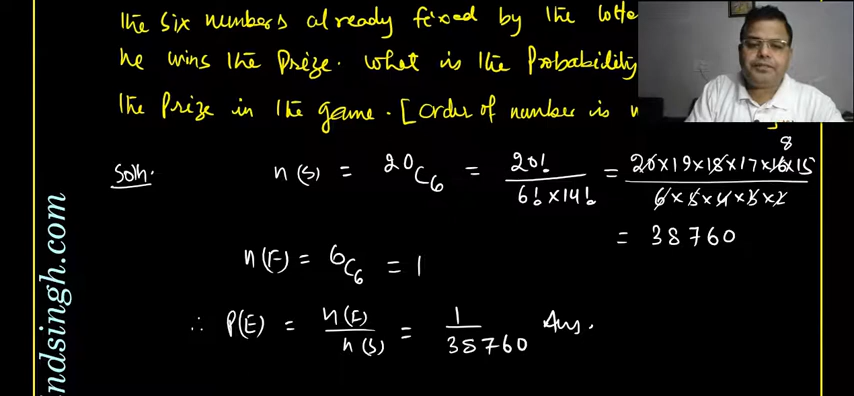 the six numbers already fixed by the
he wins the Prize. What is the Probability
the Prize in the game. [Order of number is
Soln. n(S) = ²⁰C₆ = 20! / 6! × 14! = 20×19×18×17×16×15 / 6×5×4×3×2
8
= 38760
n(E) = ⁶C₆ = 1
∴ P(E) = n(E) / n(S) = 1 / 38760 Ans.
ndsingh.com